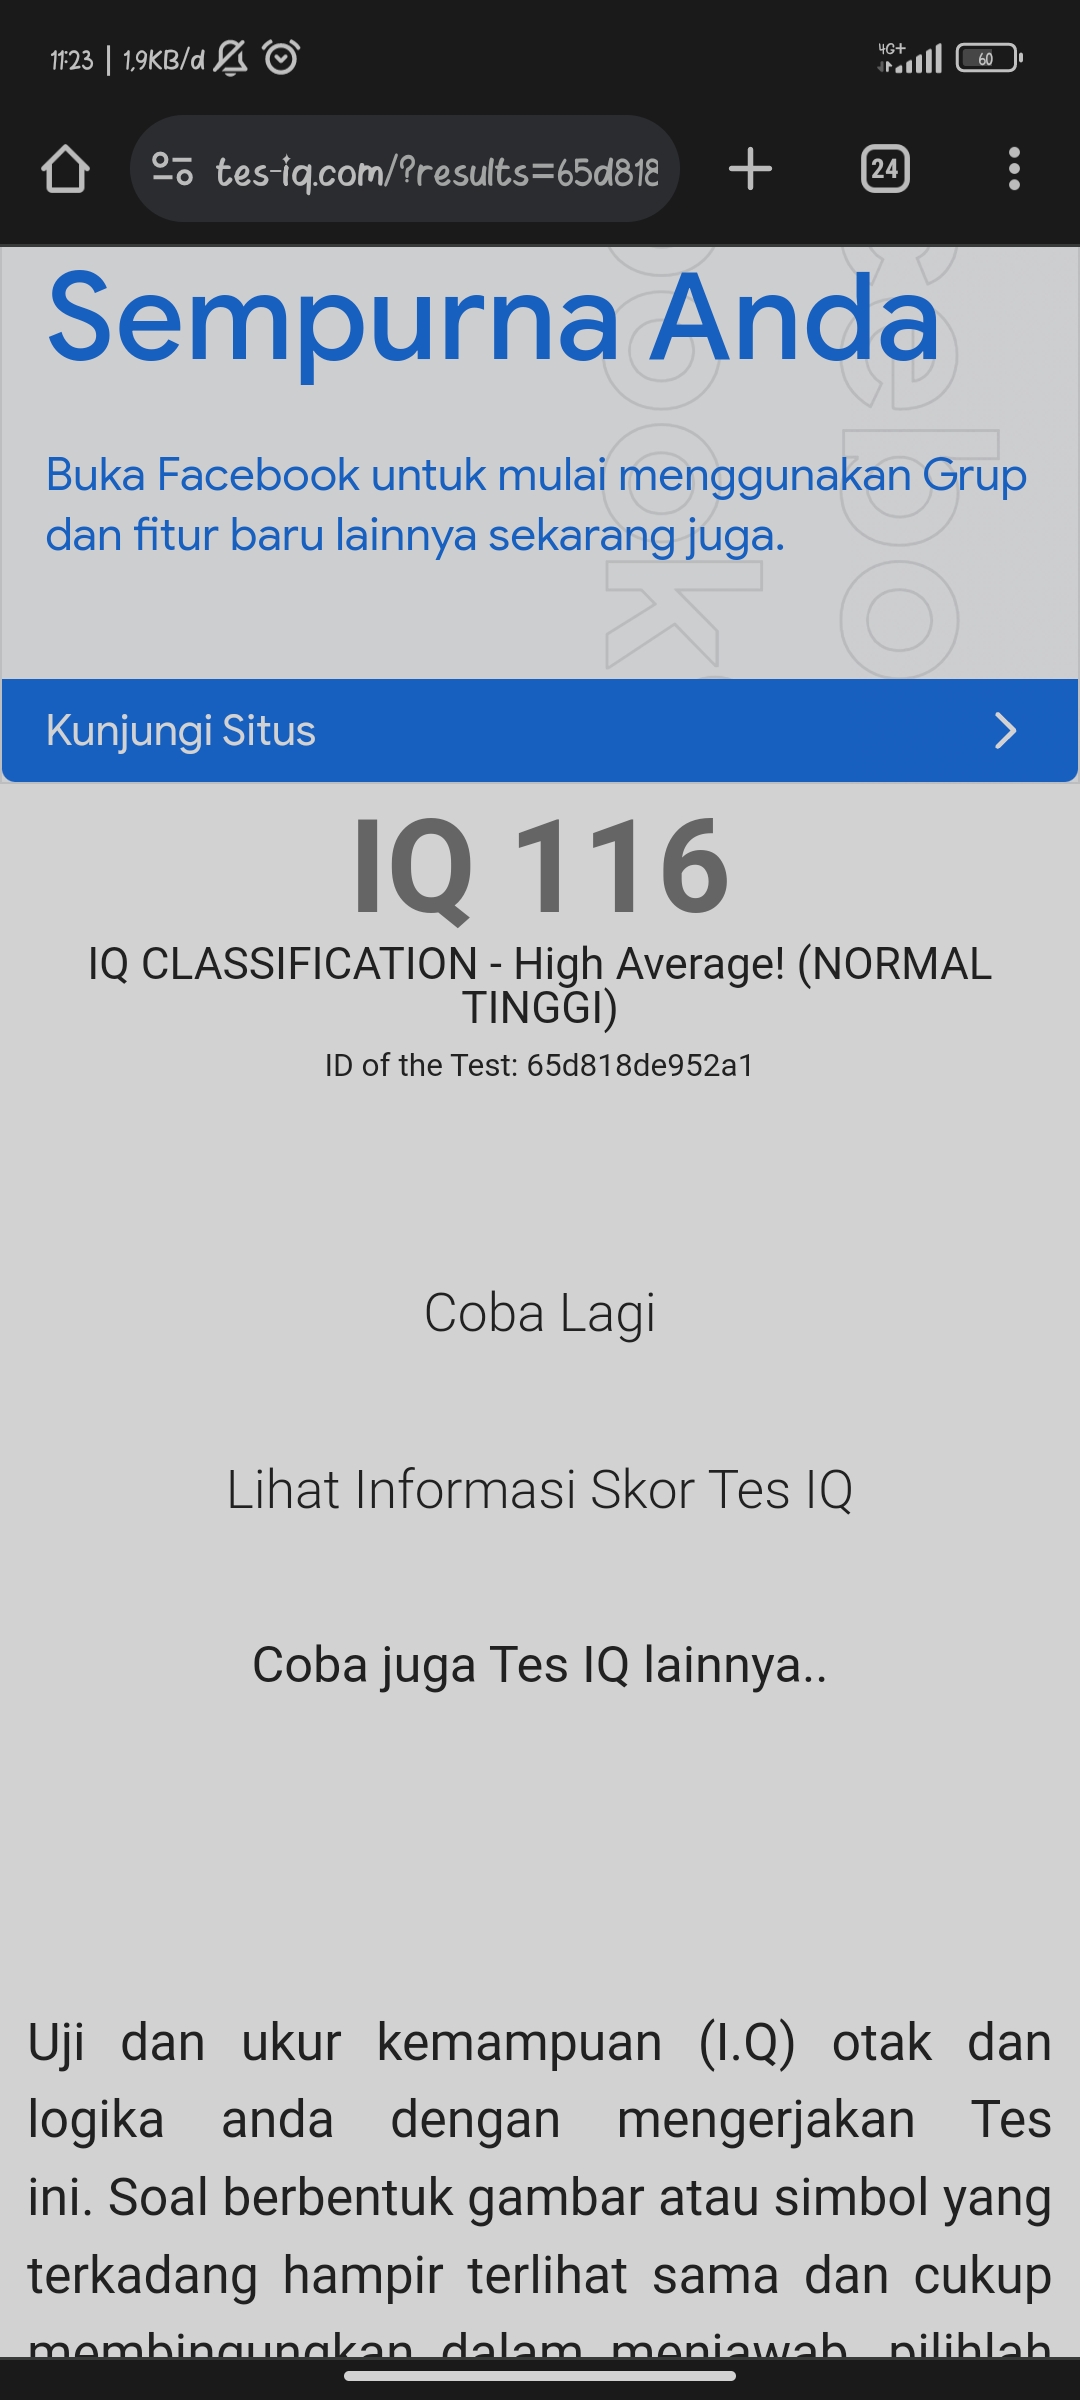 11:23 | 1,9KB/d
4G+
60
tes-iq.com/?results=65d818
24
Sempurna Anda
Buka Facebook untuk mulai menggunakan Grup
dan fitur baru lainnya sekarang juga.
Kunjungi Situs
IQ 116
IQ CLASSIFICATION - High Average! (NORMAL
TINGGI)
ID of the Test: 65d818de952a1
Coba Lagi
Lihat Informasi Skor Tes IQ
Coba juga Tes IQ lainnya..
Uji dan ukur kemampuan (I.Q) otak dan
logika anda dengan mengerjakan Tes
ini. Soal berbentuk gambar atau simbol yang
terkadang hampir terlihat sama dan cukup
membingungkan dalam menjawab, pilihlah